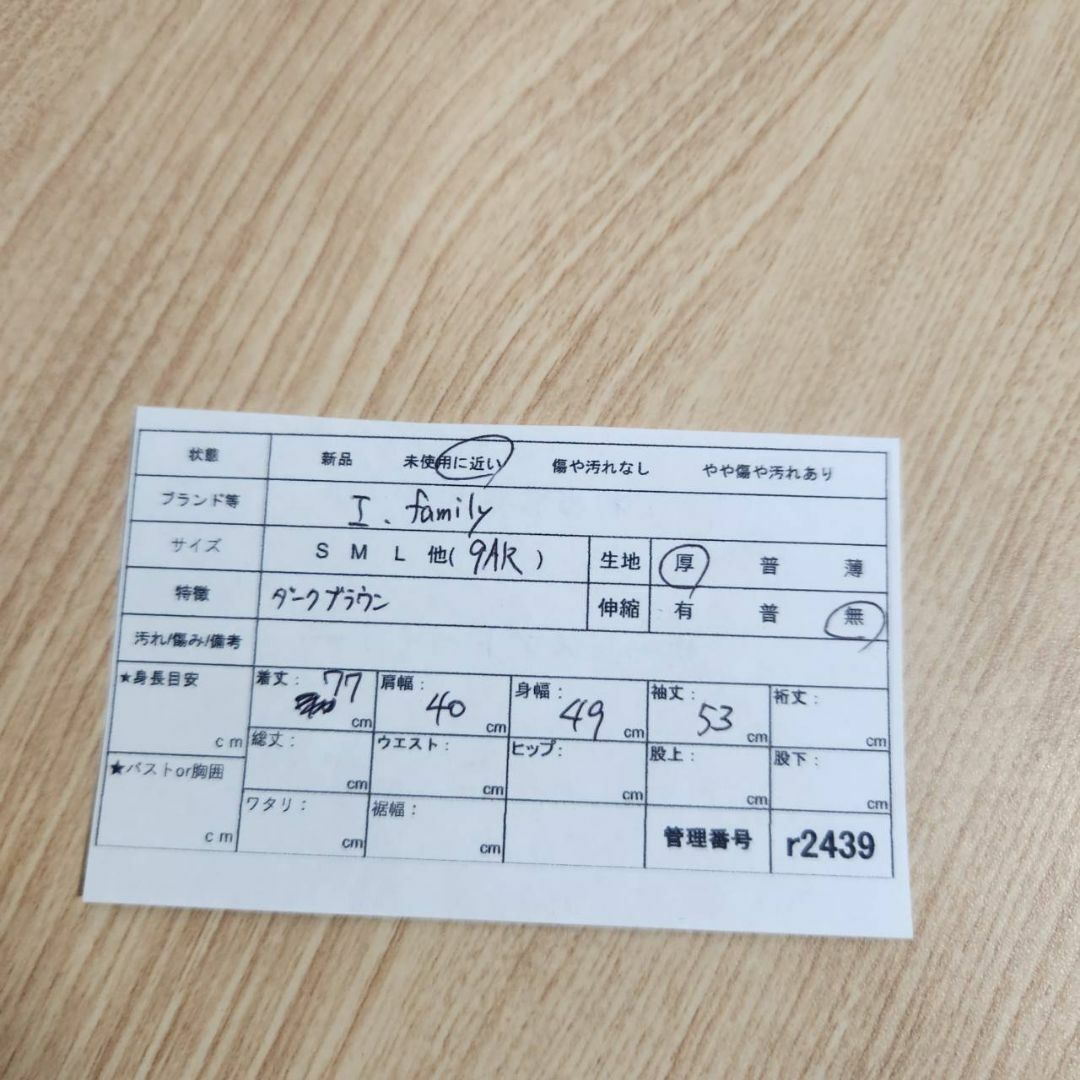 状態 新品 未使用に近い 傷や汚れなし やや傷や汚れあり
ブランド等 I. family
サイズ S M L 他( 9AR ) 生地 厚 普 薄
特徴 ダークブラウン 伸縮 有 普 無
汚れ/傷み/備考
★身長目安 cm 着丈: 77 cm 肩幅: 40 cm 身幅: 49 cm 袖丈: 53 cm 裄丈: cm
総丈: cm ウエスト: cm ヒップ: cm 股上: cm 股下: cm
★バストor胸囲 cm ワタリ: cm 裾幅: cm 管理番号 r2439